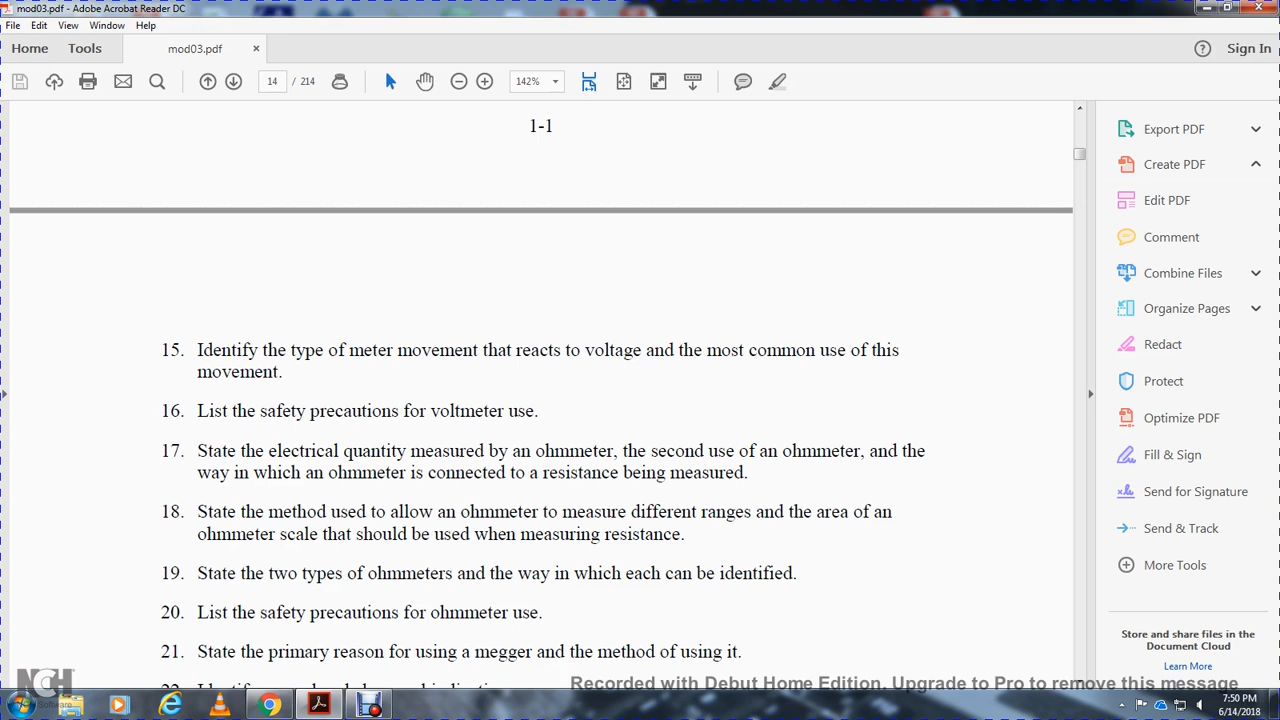 mod03.pdf - Adobe Acrobat Reader DC
File Edit View Window Help
Home Tools mod03.pdf × Sign In
14 / 214 142%
1-1
15. Identify the type of meter movement that reacts to voltage and the most common use of this
movement.
16. List the safety precautions for voltmeter use.
17. State the electrical quantity measured by an ohmmeter, the second use of an ohmmeter, and the
way in which an ohmmeter is connected to a resistance being measured.
18. State the method used to allow an ohmmeter to measure different ranges and the area of an
ohmmeter scale that should be used when measuring resistance.
19. State the two types of ohmmeters and the way in which each can be identified.
20. List the safety precautions for ohmmeter use.
21. State the primary reason for using a megger and the method of using it.
Export PDF
Create PDF
Edit PDF
Comment
Combine Files
Organize Pages
Redact
Protect
Optimize PDF
Fill & Sign
Send for Signature
Send & Track
More Tools
Store and share files in the
Document Cloud
Learn More
NCH
Software
Recorded with Debut Home Edition. Upgrade to Pro to remove this message
7:50 PM
6/14/2018